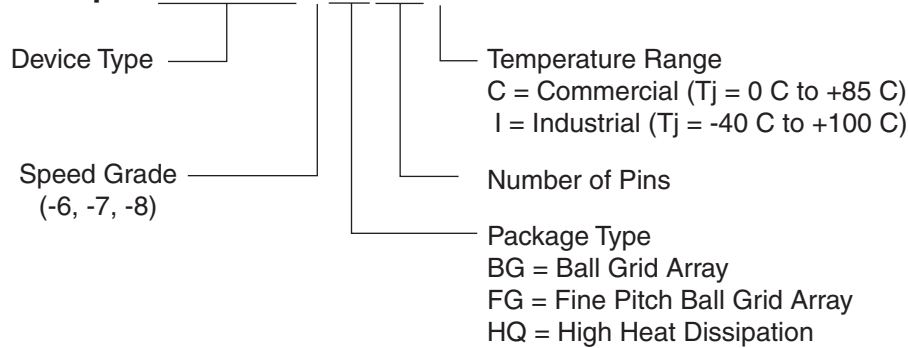 Device Type
Temperature Range
C = Commercial (Tj = 0 C to +85 C)
I = Industrial (Tj = -40 C to +100 C)
Speed Grade
(-6, -7, -8)
Number of Pins
Package Type
BG = Ball Grid Array
FG = Fine Pitch Ball Grid Array
HQ = High Heat Dissipation